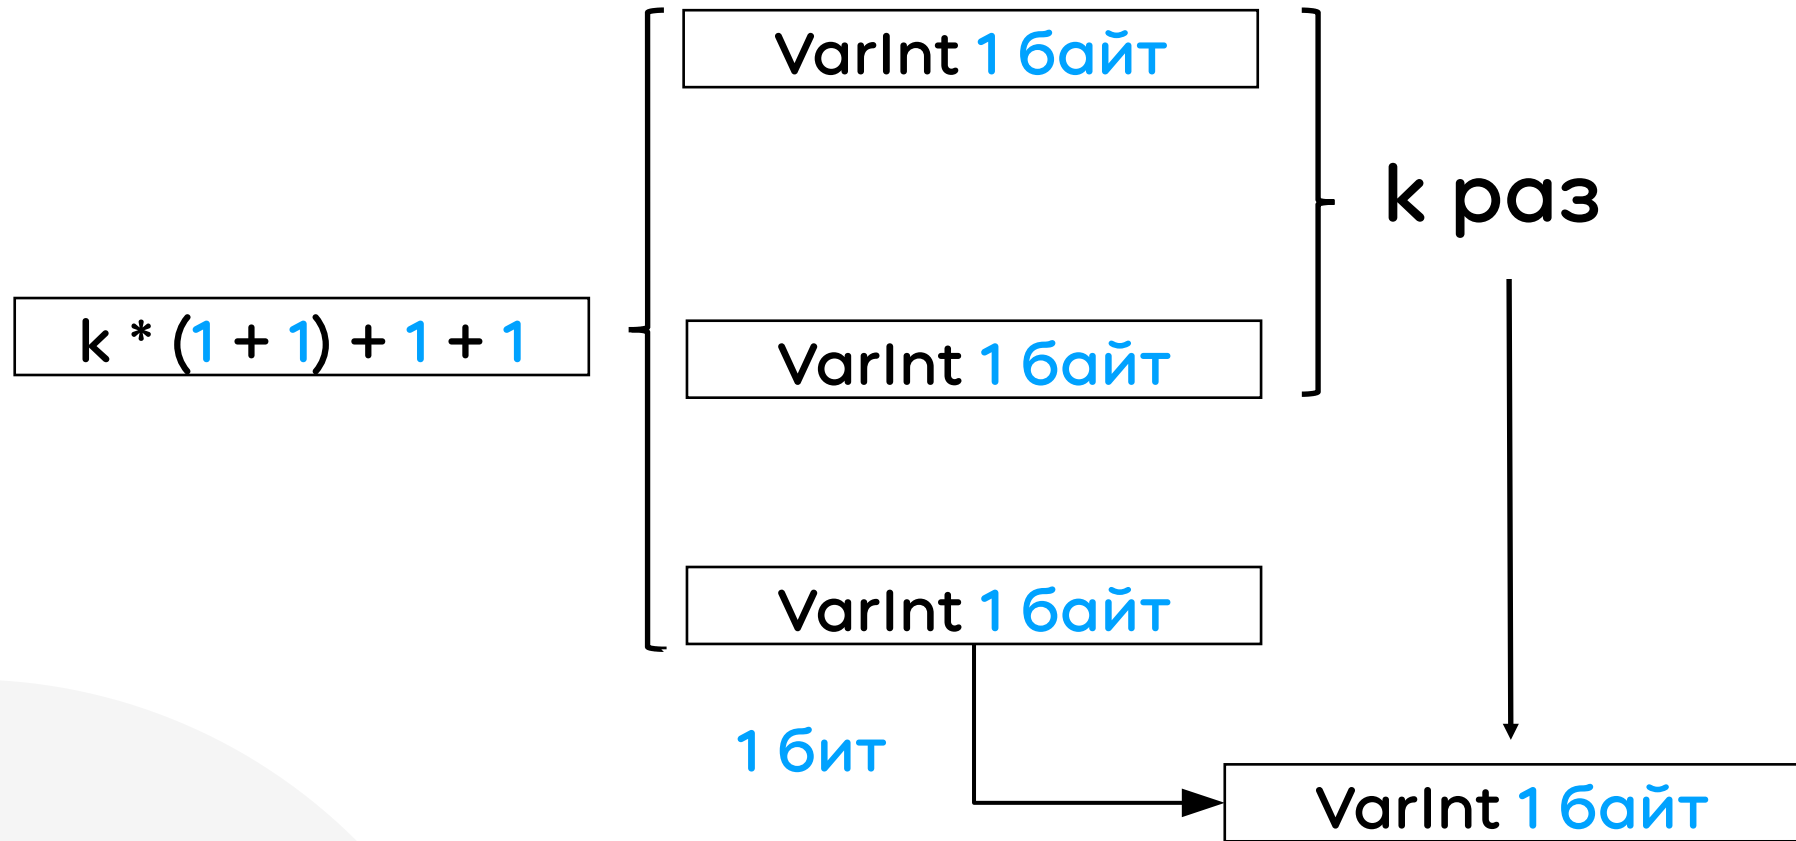 VarInt 1 байт
k раз
k * (1 + 1) + 1 + 1
VarInt 1 байт
VarInt 1 байт
1 бит
VarInt 1 байт